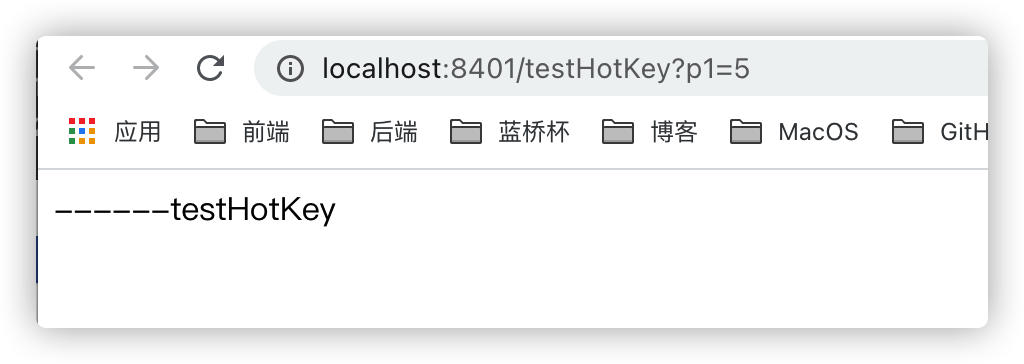 localhost:8401/testHotKey?p1=5
应用 前端 后端 蓝桥杯 博客 MacOS GitH
------testHotKey